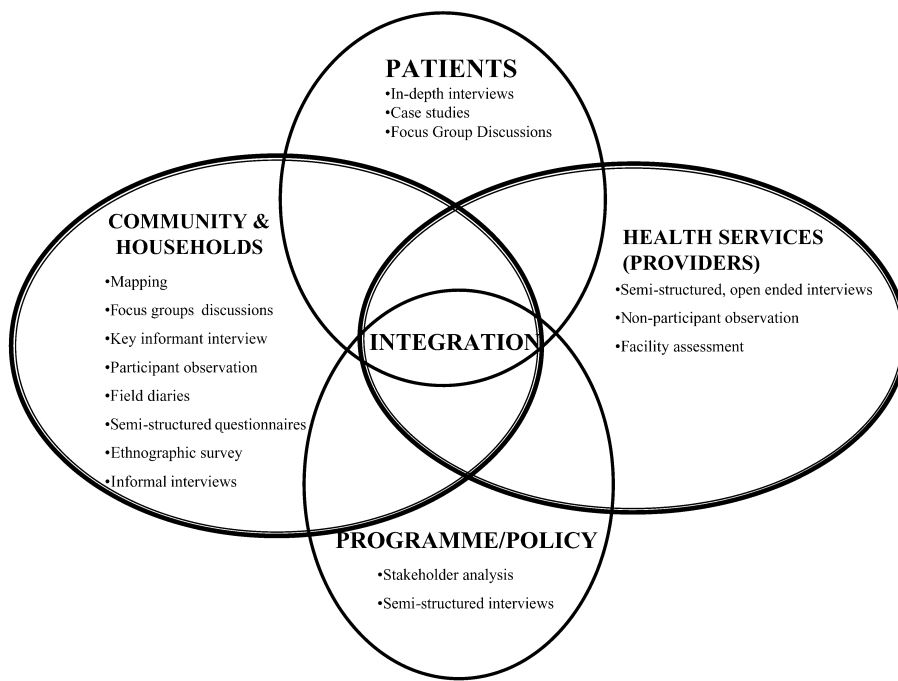 PATIENTS
•In-depth interviews
•Case studies
•Focus Group Discussions
COMMUNITY &
HOUSEHOLDS
•Mapping
•Focus groups discussions
•Key informant interview
•Participant observation
•Field diaries
•Semi-structured questionnaires
•Ethnographic survey
•Informal interviews
HEALTH SERVICES
(PROVIDERS)
•Semi-structured, open ended interviews
•Non-participant observation
•Facility assessment
INTEGRATION
PROGRAMME/POLICY
•Stakeholder analysis
•Semi-structured interviews